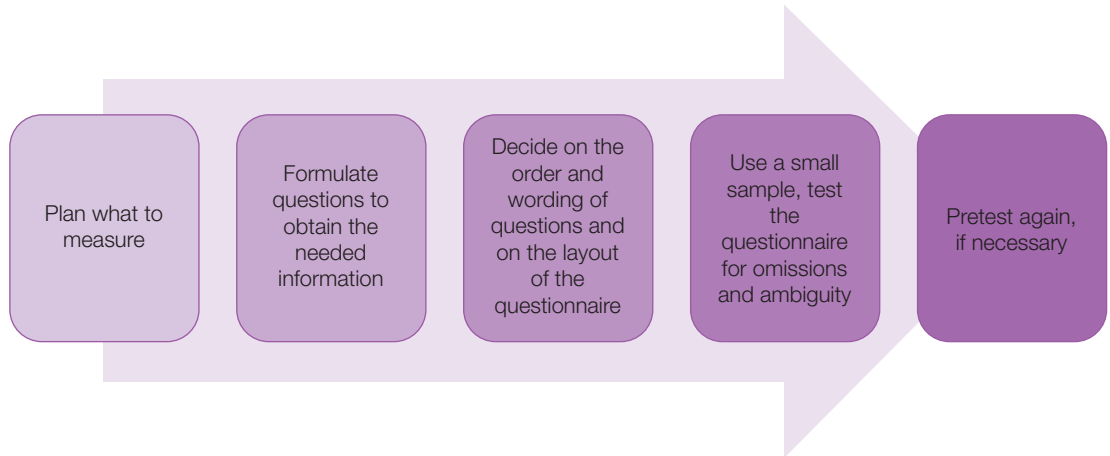 Plan what to
measure
Formulate
questions to
obtain the
needed
information
Decide on the
order and
wording of
questions and
on the layout
of the
questionnaire
Use a small
sample, test
the
questionnaire
for omissions
and ambiguity
Pretest again,
if necessary